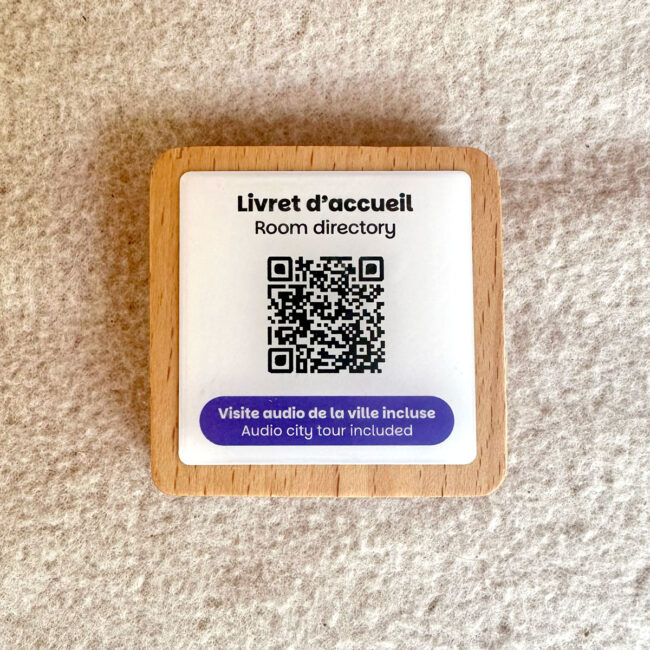 Livret d'accueil
Room directory
Visite audio de la ville incluse
Audio city tour included